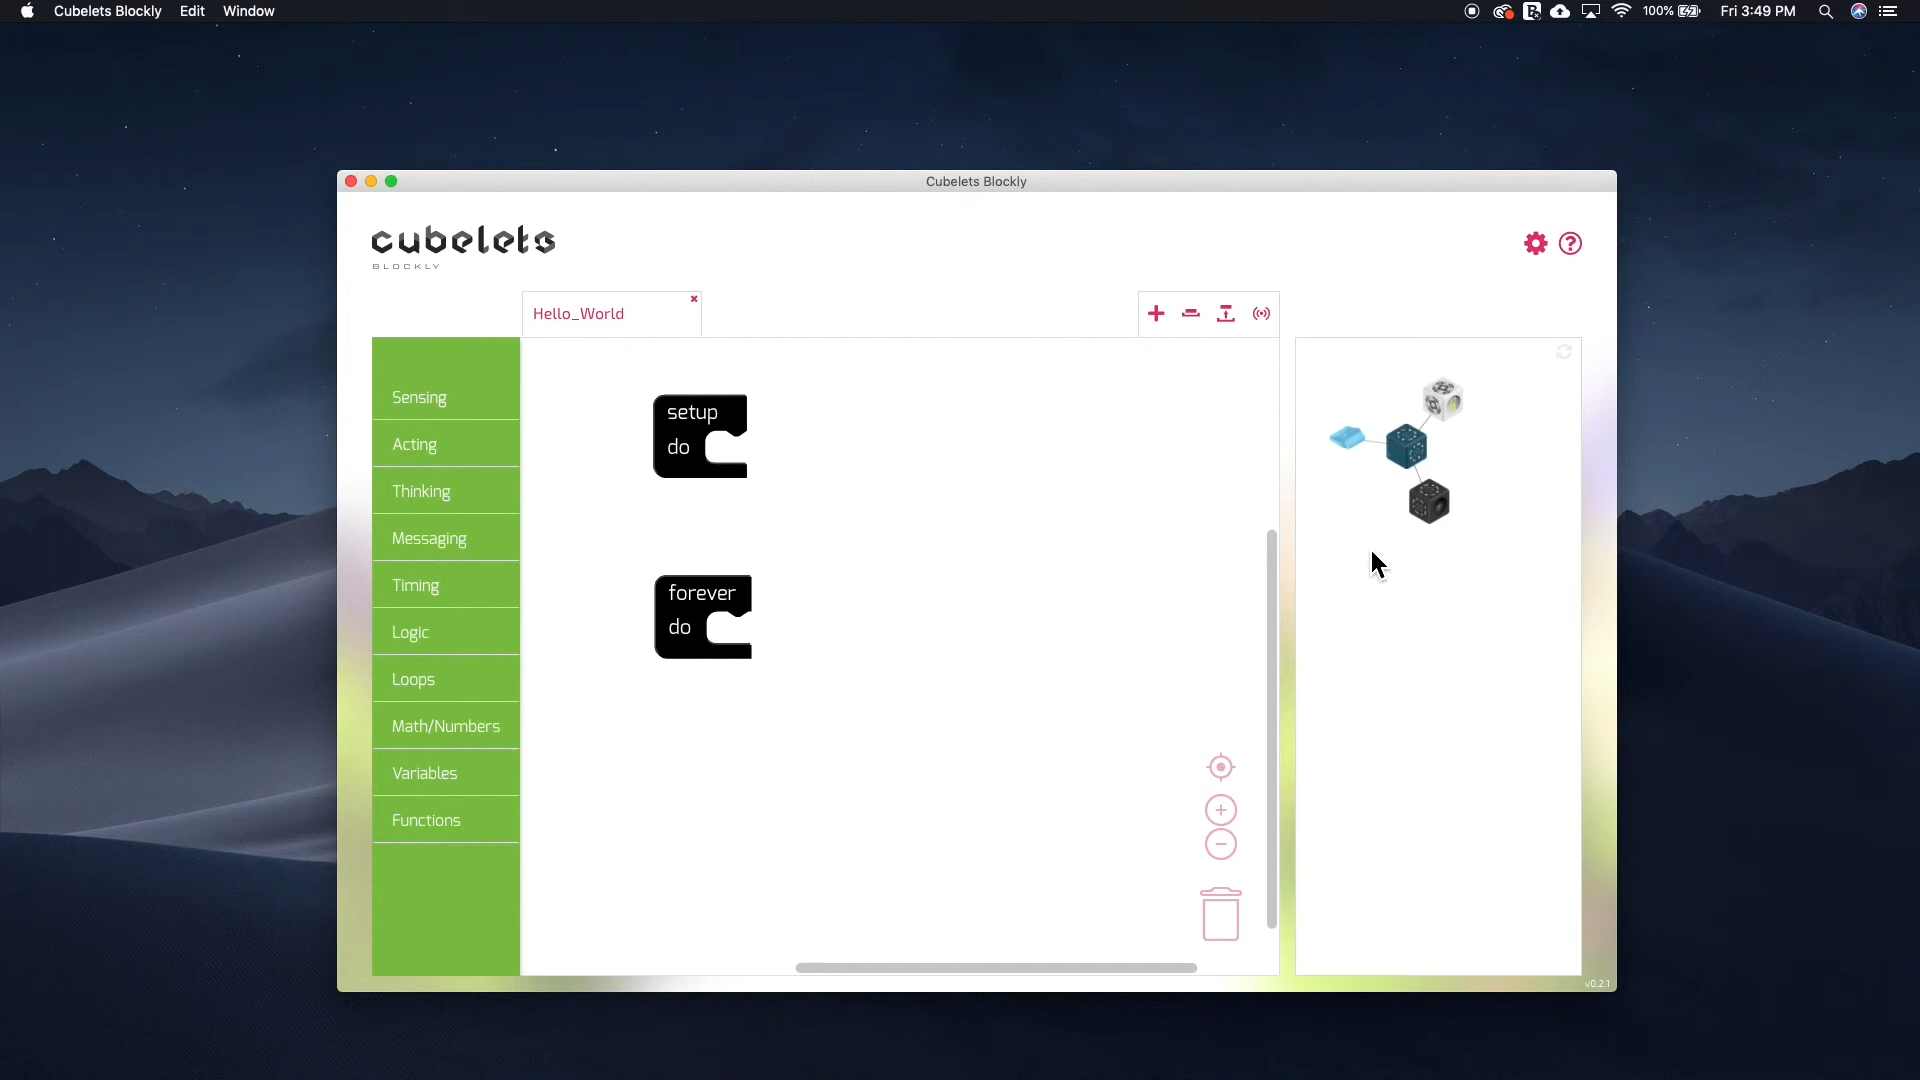 Cubelets Blockly Edit Window
100% Fri 3:49 PM
Cubelets Blockly
cubelets
BLOCKLY
Hello_World
Sensing
Acting
Thinking
Messaging
Timing
Logic
Loops
Math/Numbers
Variables
Functions
setup
do
forever
do
v0.2.1